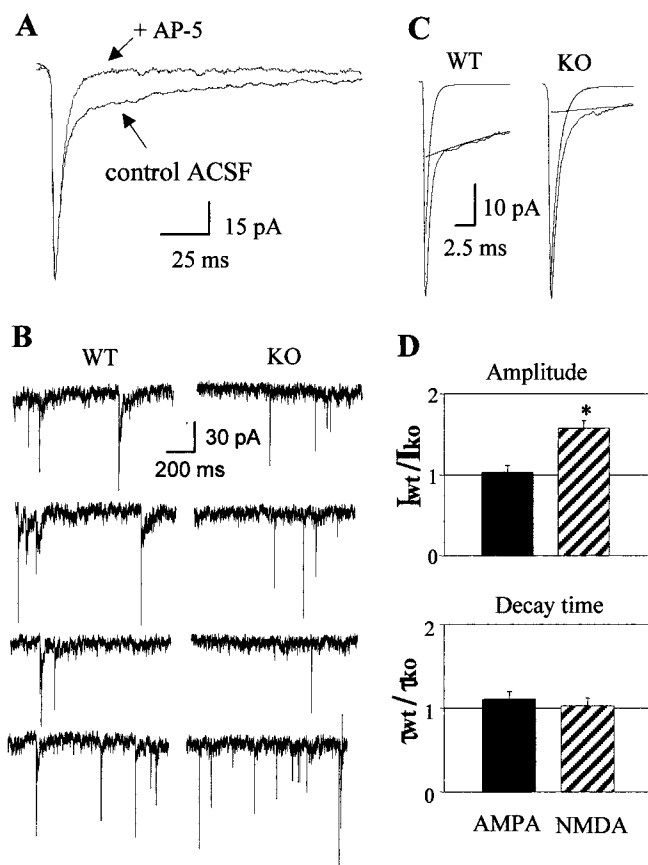 A
+ AP-5
control ACSF
15 pA
25 ms
C
WT KO
10 pA
2.5 ms
B
WT KO
30 pA
200 ms
D
Amplitude
2
*
1
0
Iwt/Iko
Decay time
2
1
0
τwt/τko
AMPA NMDA